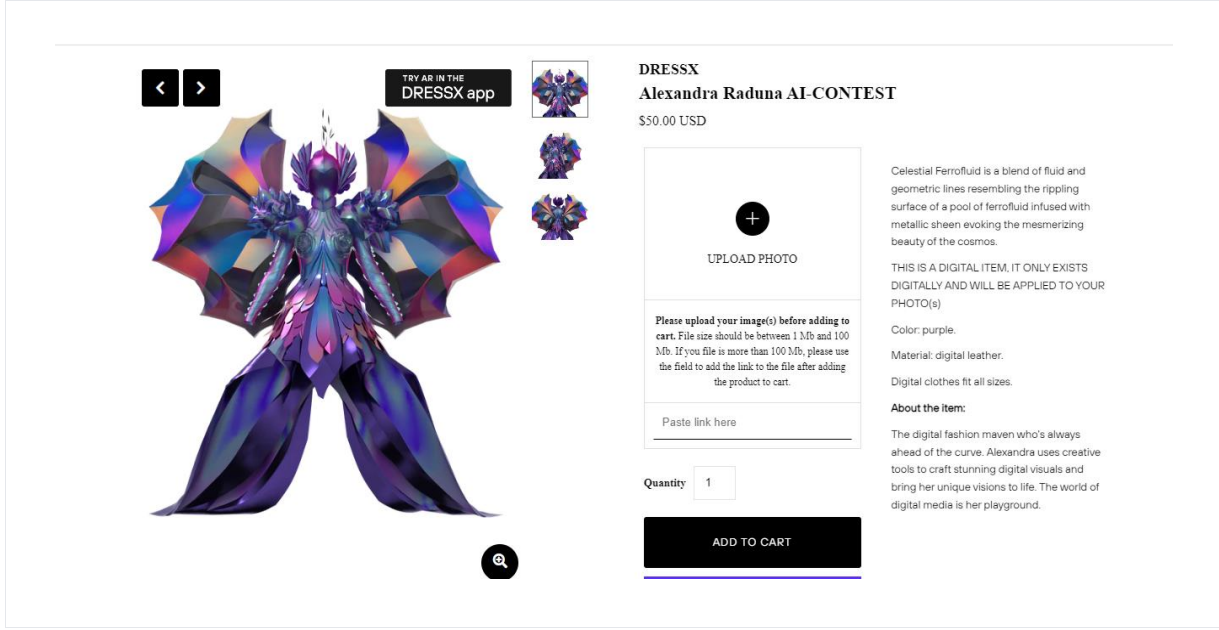 TRY AR IN THE
DRESSX app
DRESSX
Alexandra Raduna AI-CONTEST
$50.00 USD
UPLOAD PHOTO
Please upload your image(s) before adding to
cart. File size should be between 1 Mb and 100
Mb. If you file is more than 100 Mb, please use
the field to add the link to the file after adding
the product to cart.
Paste link here
Quantity 1
ADD TO CART
Celestial Ferrofluid is a blend of fluid and
geometric lines resembling the rippling
surface of a pool of ferrofluid infused with
metallic sheen evoking the mesmerizing
beauty of the cosmos.
THIS IS A DIGITAL ITEM, IT ONLY EXISTS
DIGITALLY AND WILL BE APPLIED TO YOUR
PHOTO(s)
Color: purple.
Material: digital leather.
Digital clothes fit all sizes.
About the item:
The digital fashion maven who's always
ahead of the curve. Alexandra uses creative
tools to craft stunning digital visuals and
bring her unique visions to life. The world of
digital media is her playground.